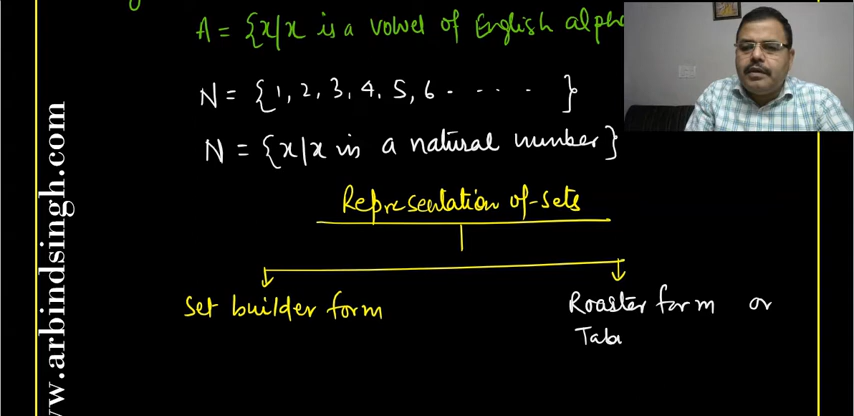 A = {x/x is a vowel of English alpha
N = {1, 2, 3, 4, 5, 6 - - - - }
N = {x/x is a natural number}
Representation of-sets
Set builder form
Roaster form or
Tabu
www.arbindsingh.com